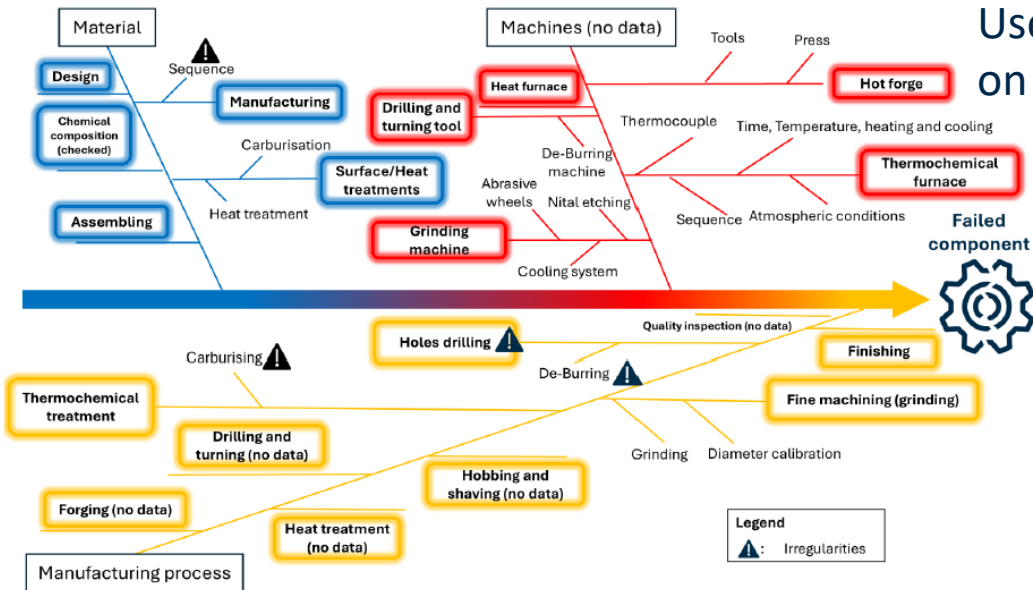 Use
on
Material
Machines (no data)
Design
Sequence
Manufacturing
Chemical
composition
(checked)
Carburisation
Surface/Heat
treatments
Heat treatment
Assembling
Tools
Press
Heat furnace
Hot forge
Drilling and
turning tool
De-Burring
machine
Thermocouple
Time, Temperature, heating and cooling
Thermochemical
furnace
Abrasive
wheels
Nital etching
Sequence
Atmospheric conditions
Grinding
machine
Cooling system
Failed
component
Quality inspection (no data)
Holes drilling
Finishing
Carburising
De-Burring
Thermochemical
treatment
Fine machining (grinding)
Drilling and
turning (no data)
Grinding
Diameter calibration
Hobbing and
shaving (no data)
Forging (no data)
Heat treatment
(no data)
Legend
: Irregularities
Manufacturing process